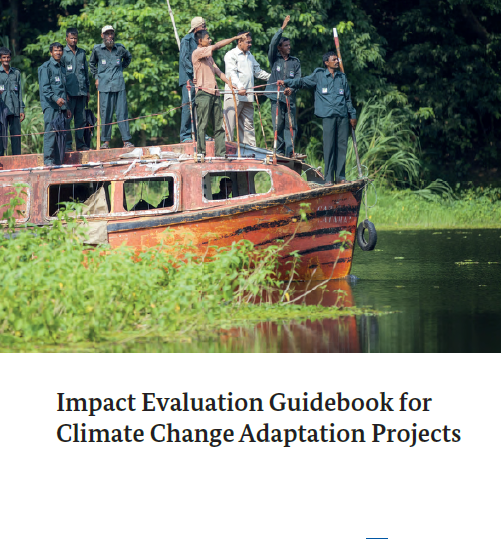 Impact Evaluation Guidebook for
Climate Change Adaptation Projects